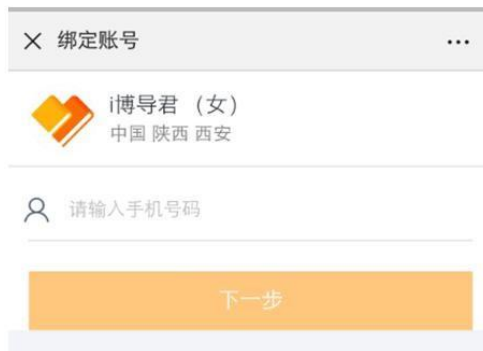 绑定账号
i博导君 （女）
中国 陕西 西安
请输入手机号码
下一步